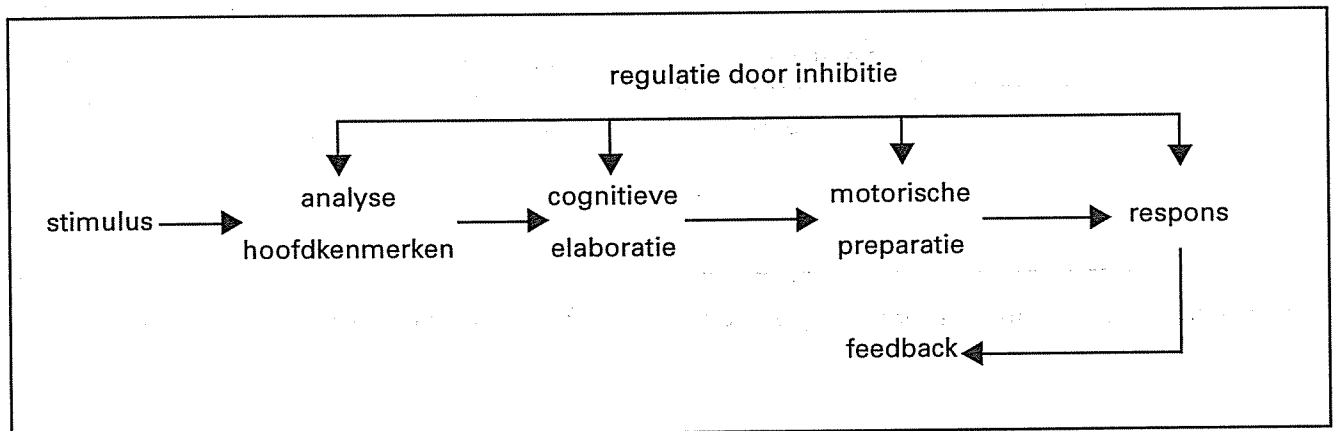 regulatie door inhibitie
stimulus
analyse
hoofdkenmerken
cognitieve
elaboratie
motorische
preparatie
respons
feedback